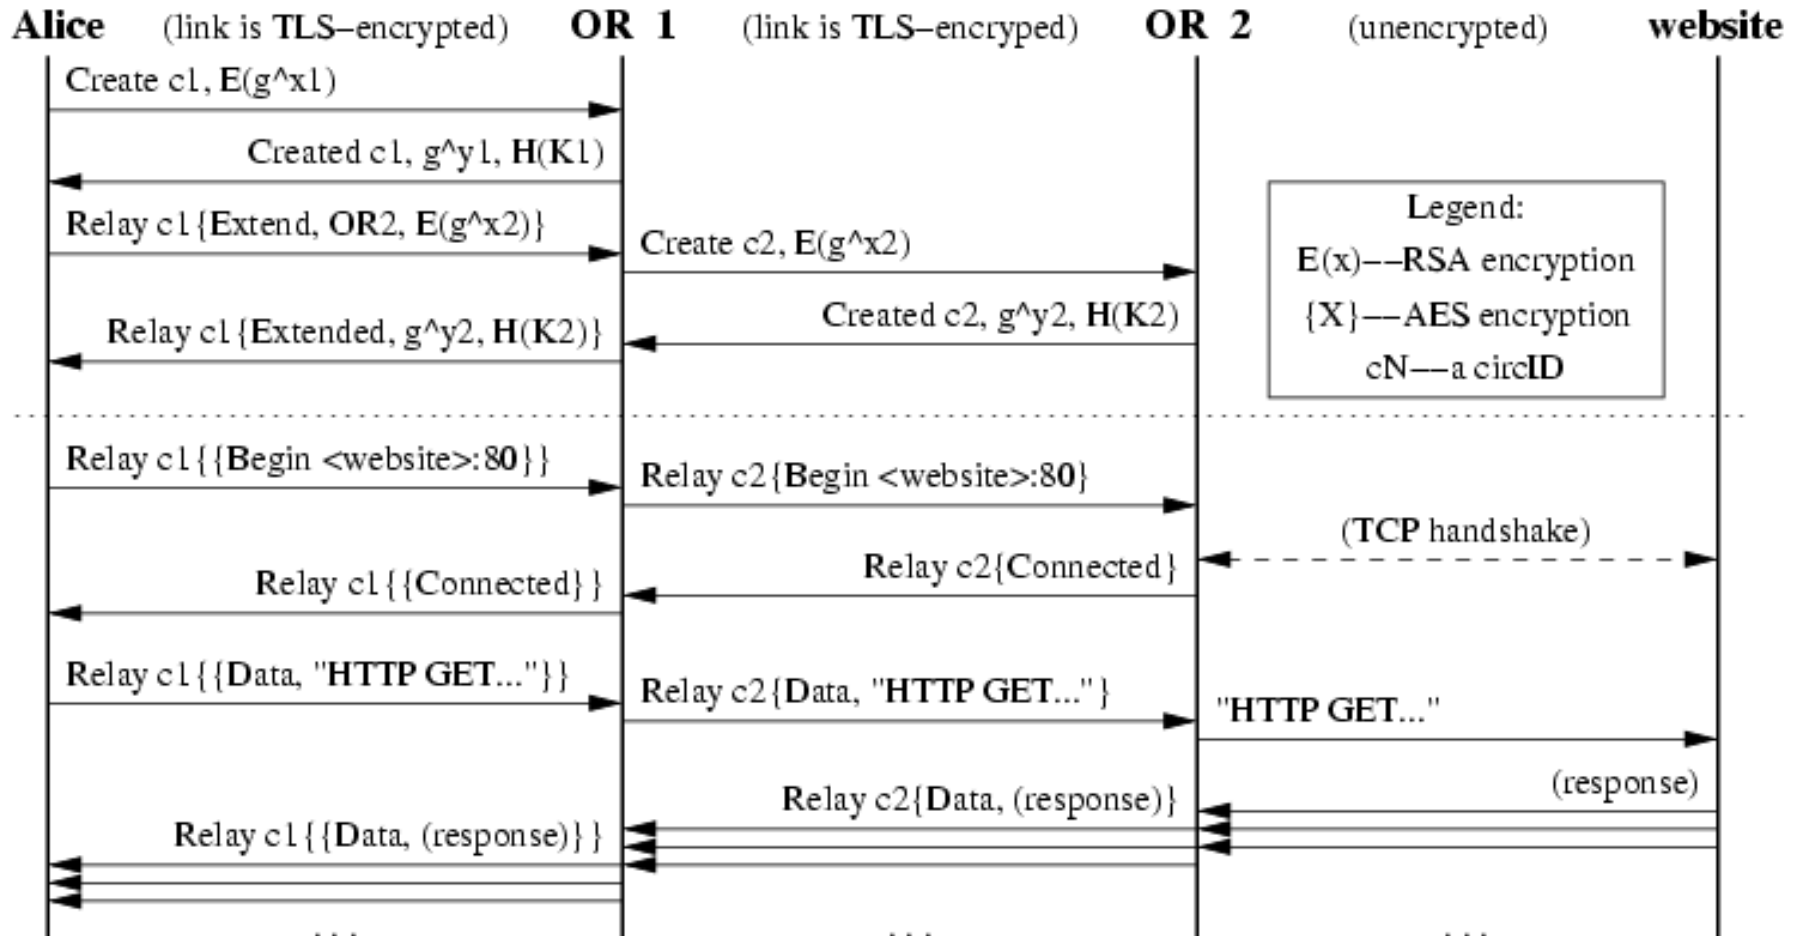 Alice (link is TLS–encrypted) OR 1 (link is TLS–encryped) OR 2 (unencrypted) website
Create c1, E(g^x1)
Created c1, g^y1, H(K1)
Relay c1{Extend, OR2, E(g^x2)}
Create c2, E(g^x2)
Created c2, g^y2, H(K2)
Relay c1{Extended, g^y2, H(K2)}
Legend:
E(x)––RSA encryption
{X}––AES encryption
cN––a circID
Relay c1{{Begin <website>:80}}
Relay c2{Begin <website>:80}
(TCP handshake)
Relay c2{Connected}
Relay c1{{Connected}}
Relay c1{{Data, "HTTP GET..."}}
Relay c2{Data, "HTTP GET..."}
"HTTP GET..."
(response)
Relay c2{Data, (response)}
Relay c1{{Data, (response)}}
... ... ...